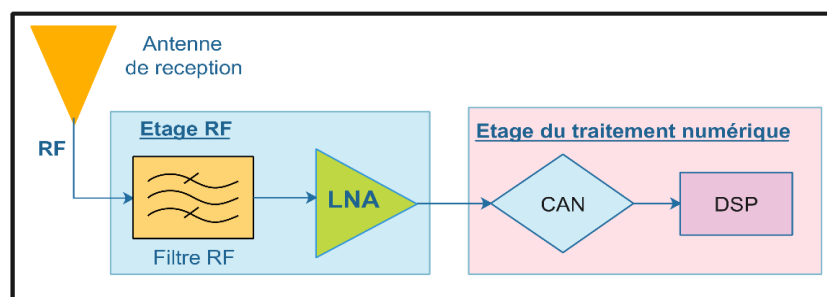 Antenne
de reception
RF
Etage RF
Filtre RF
LNA
Etage du traitement numérique
CAN
DSP